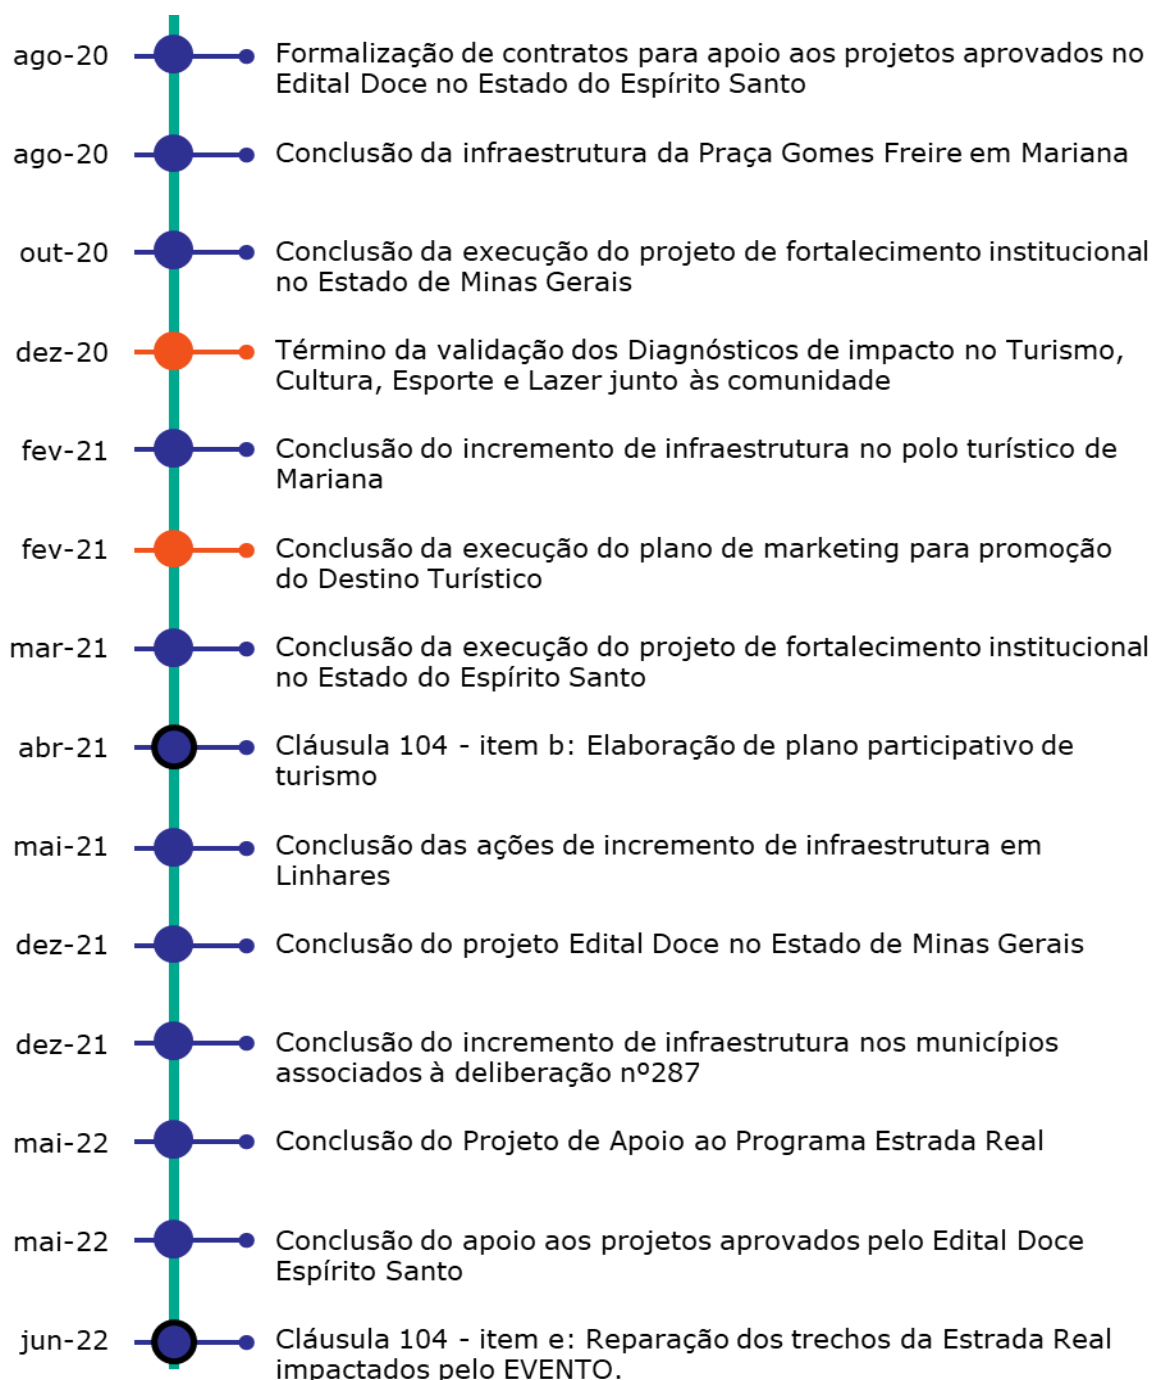 ago-20 Formalização de contratos para apoio aos projetos aprovados no
Edital Doce no Estado do Espírito Santo
ago-20 Conclusão da infraestrutura da Praça Gomes Freire em Mariana
out-20 Conclusão da execução do projeto de fortalecimento institucional
no Estado de Minas Gerais
dez-20 Término da validação dos Diagnósticos de impacto no Turismo,
Cultura, Esporte e Lazer junto às comunidade
fev-21 Conclusão do incremento de infraestrutura no polo turístico de
Mariana
fev-21 Conclusão da execução do plano de marketing para promoção
do Destino Turístico
mar-21 Conclusão da execução do projeto de fortalecimento institucional
no Estado do Espírito Santo
abr-21 Cláusula 104 - item b: Elaboração de plano participativo de
turismo
mai-21 Conclusão das ações de incremento de infraestrutura em
Linhares
dez-21 Conclusão do projeto Edital Doce no Estado de Minas Gerais
dez-21 Conclusão do incremento de infraestrutura nos municípios
associados à deliberação nº287
mai-22 Conclusão do Projeto de Apoio ao Programa Estrada Real
mai-22 Conclusão do apoio aos projetos aprovados pelo Edital Doce
Espírito Santo
jun-22 Cláusula 104 - item e: Reparação dos trechos da Estrada Real
impactados pelo EVENTO.